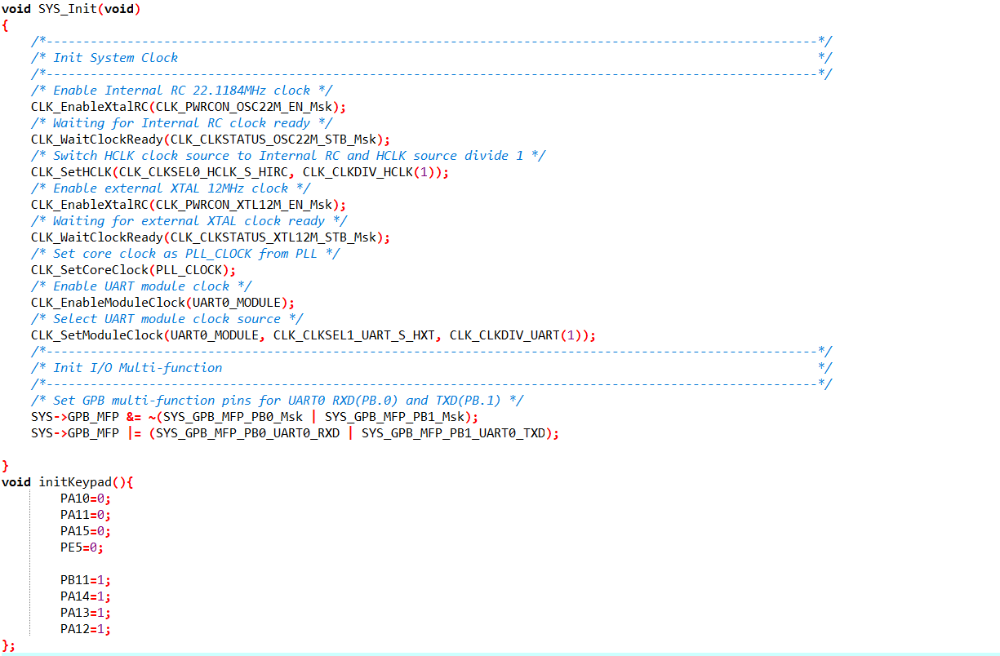 void SYS_Init(void)
{
    /*---------------------------------------------------------------------------------------------------------*/
    /* Init System Clock                                                                                       */
    /*---------------------------------------------------------------------------------------------------------*/
    /* Enable Internal RC 22.1184MHz clock */
    CLK_EnableXtalRC(CLK_PWRCON_OSC22M_EN_Msk);
    /* Waiting for Internal RC clock ready */
    CLK_WaitClockReady(CLK_CLKSTATUS_OSC22M_STB_Msk);
    /* Switch HCLK clock source to Internal RC and HCLK source divide 1 */
    CLK_SetHCLK(CLK_CLKSEL0_HCLK_S_HIRC, CLK_CLKDIV_HCLK(1));
    /* Enable external XTAL 12MHz clock */
    CLK_EnableXtalRC(CLK_PWRCON_XTL12M_EN_Msk);
    /* Waiting for external XTAL clock ready */
    CLK_WaitClockReady(CLK_CLKSTATUS_XTL12M_STB_Msk);
    /* Set core clock as PLL_CLOCK from PLL */
    CLK_SetCoreClock(PLL_CLOCK);
    /* Enable UART module clock */
    CLK_EnableModuleClock(UART0_MODULE);
    /* Select UART module clock source */
    CLK_SetModuleClock(UART0_MODULE, CLK_CLKSEL1_UART_S_HXT, CLK_CLKDIV_UART(1));
    /*---------------------------------------------------------------------------------------------------------*/
    /* Init I/O Multi-function                                                                                 */
    /*---------------------------------------------------------------------------------------------------------*/
    /* Set GPB multi-function pins for UART0 RXD(PB.0) and TXD(PB.1) */
    SYS->GPB_MFP &= ~(SYS_GPB_MFP_PB0_Msk | SYS_GPB_MFP_PB1_Msk);
    SYS->GPB_MFP |= (SYS_GPB_MFP_PB0_UART0_RXD | SYS_GPB_MFP_PB1_UART0_TXD);

}
void initKeypad(){
        PA10=0;
        PA11=0;
        PA15=0;
        PE5=0;

        PB11=1;
        PA14=1;
        PA13=1;
        PA12=1;
};